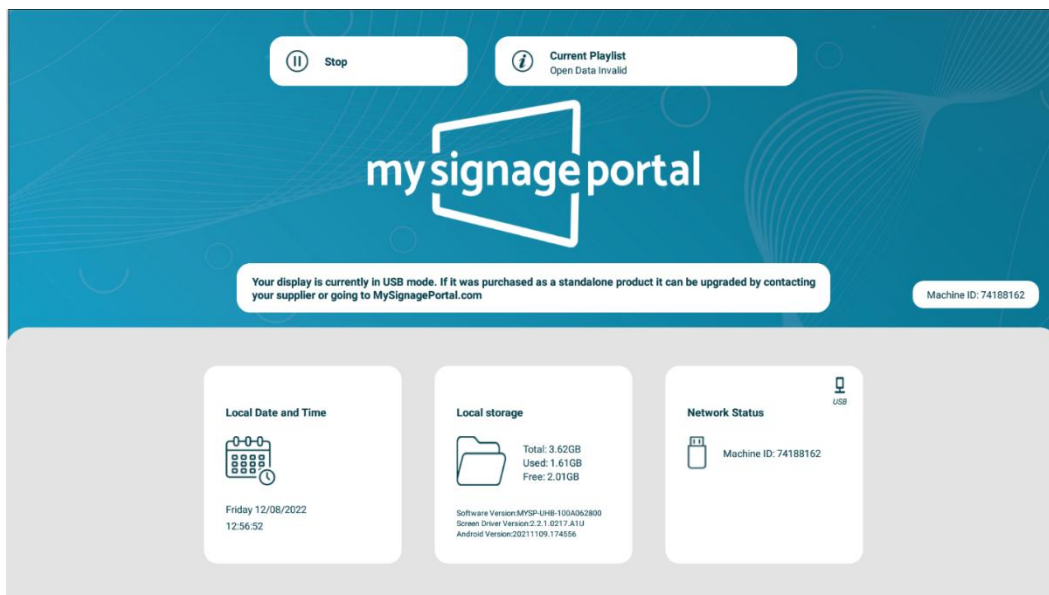 Stop
Current Playlist
Open Data Invalid
my signage portal
Your display is currently in USB mode. If it was purchased as a standalone product it can be upgraded by contacting
your supplier or going to MySignagePortal.com
Machine ID: 74188162
Local Date and Time
Friday 12/08/2022
12:56:52
Local storage
Total: 3.62GB
Used: 1.61GB
Free: 2.01GB
Software Version:MYSP-UHB-100A062800
Screen Driver Version:2.2.1.0217.A1U
Android Version:20211109.174556
USB
Network Status
Machine ID: 74188162